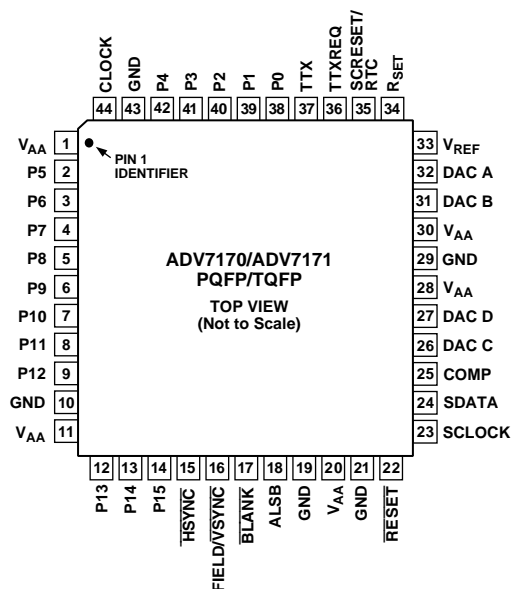 CLOCK
GND
P4
P3
P2
P1
P0
TTX
TTXREQ
SCRESET/
RTC
RSET
44 43 42 41 40 39 38 37 36 35 34
VAA 1
P5 2
P6 3
P7 4
P8 5
P9 6
P10 7
P11 8
P12 9
GND 10
VAA 11
PIN 1
IDENTIFIER
ADV7170/ADV7171
PQFP/TQFP
TOP VIEW
(Not to Scale)
33 VREF
32 DAC A
31 DAC B
30 VAA
29 GND
28 VAA
27 DAC D
26 DAC C
25 COMP
24 SDATA
23 SCLOCK
12 13 14 15 16 17 18 19 20 21 22
P13
P14
P15
HSYNC
FIELD/VSYNC
BLANK
ALSB
GND
VAA
GND
RESET